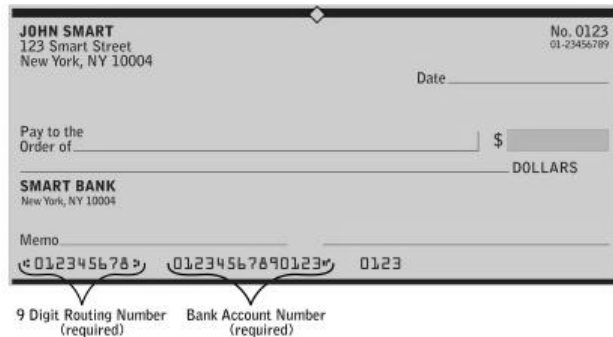 JOHN SMART
123 Smart Street
New York, NY 10004
No. 0123
01-23456789
Date
Pay to the
Order of
$
DOLLARS
SMART BANK
New York, NY 10004
Memo
⑆012345678⑆ 01234567890123⑈ 0123
9 Digit Routing Number
(required)
Bank Account Number
(required)